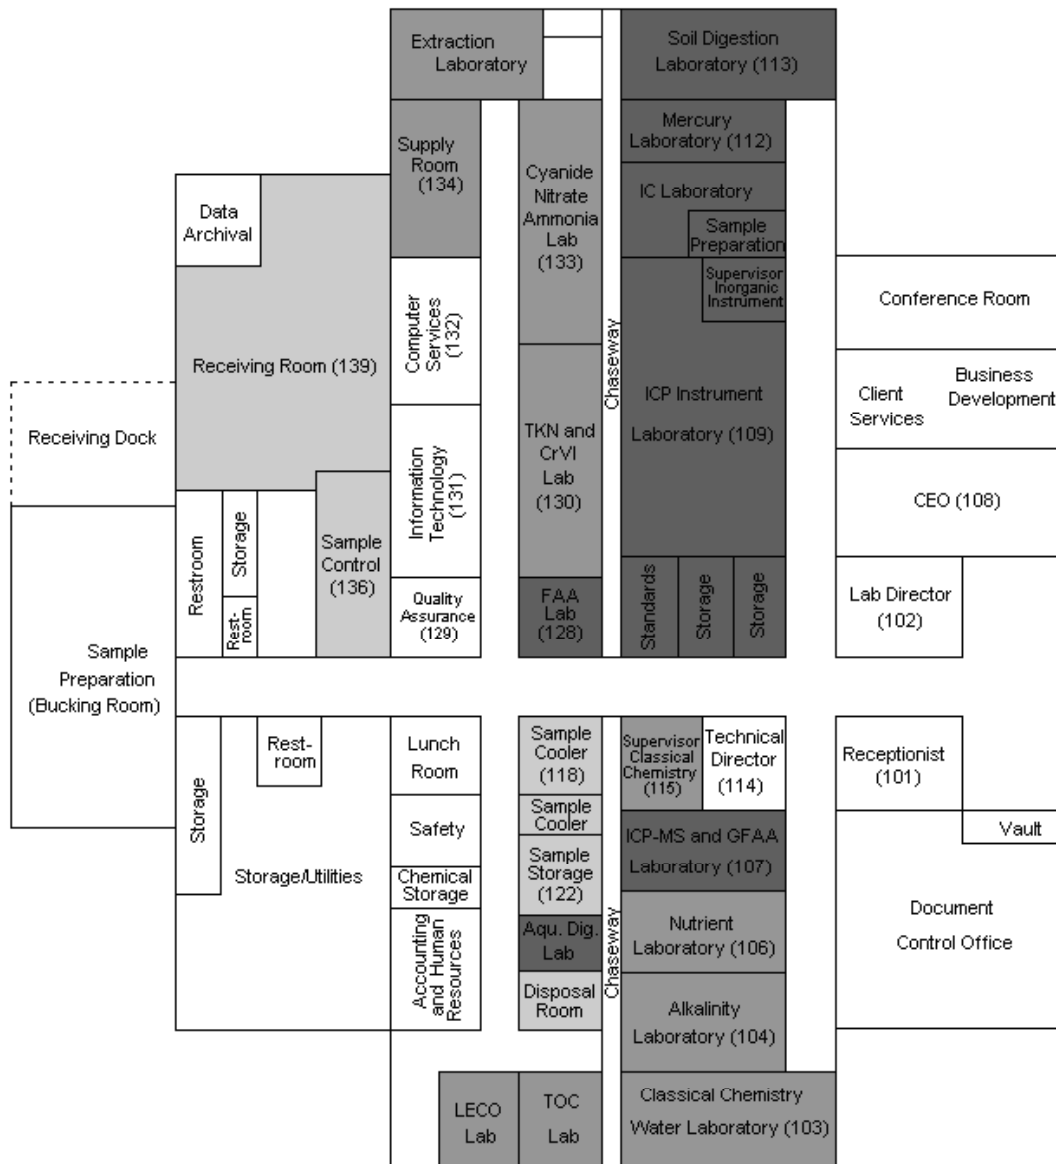 Extraction
Laboratory
Soil Digestion
Laboratory (113)
Supply
Room
(134)
Cyanide
Nitrate
Ammonia
Lab
(133)
Mercury
Laboratory (112)
IC Laboratory
Sample
Preparation
Data
Archival
Computer
Services
(132)
Supervisor
Inorganic
Instrument
Conference Room
Receiving Room (139)
Chaseway
ICP Instrument
Laboratory (109)
Client
Services
Business
Development
Receiving Dock
Information
Technology
(131)
TKN and
CrVI
Lab
(130)
CEO (108)
Restroom
Storage
Rest-
room
Sample
Control
(136)
Quality
Assurance
(129)
FAA
Lab
(128)
Standards
Storage
Storage
Lab Director
(102)
Sample
Preparation
(Bucking Room)
Storage
Rest-
room
Lunch
Room
Sample
Cooler
(118)
Supervisor
Classical
Chemistry
(115)
Technical
Director
(114)
Receptionist
(101)
Safety
Sample
Cooler
ICP-MS and GFAA
Laboratory (107)
Vault
Storage/Utilities
Chemical
Storage
Sample
Storage
(122)
Accounting
and Human
Resources
Aqu. Dig.
Lab
Chaseway
Nutrient
Laboratory (106)
Document
Control Office
Disposal
Room
Alkalinity
Laboratory (104)
LECO
Lab
TOC
Lab
Classical Chemistry
Water Laboratory (103)